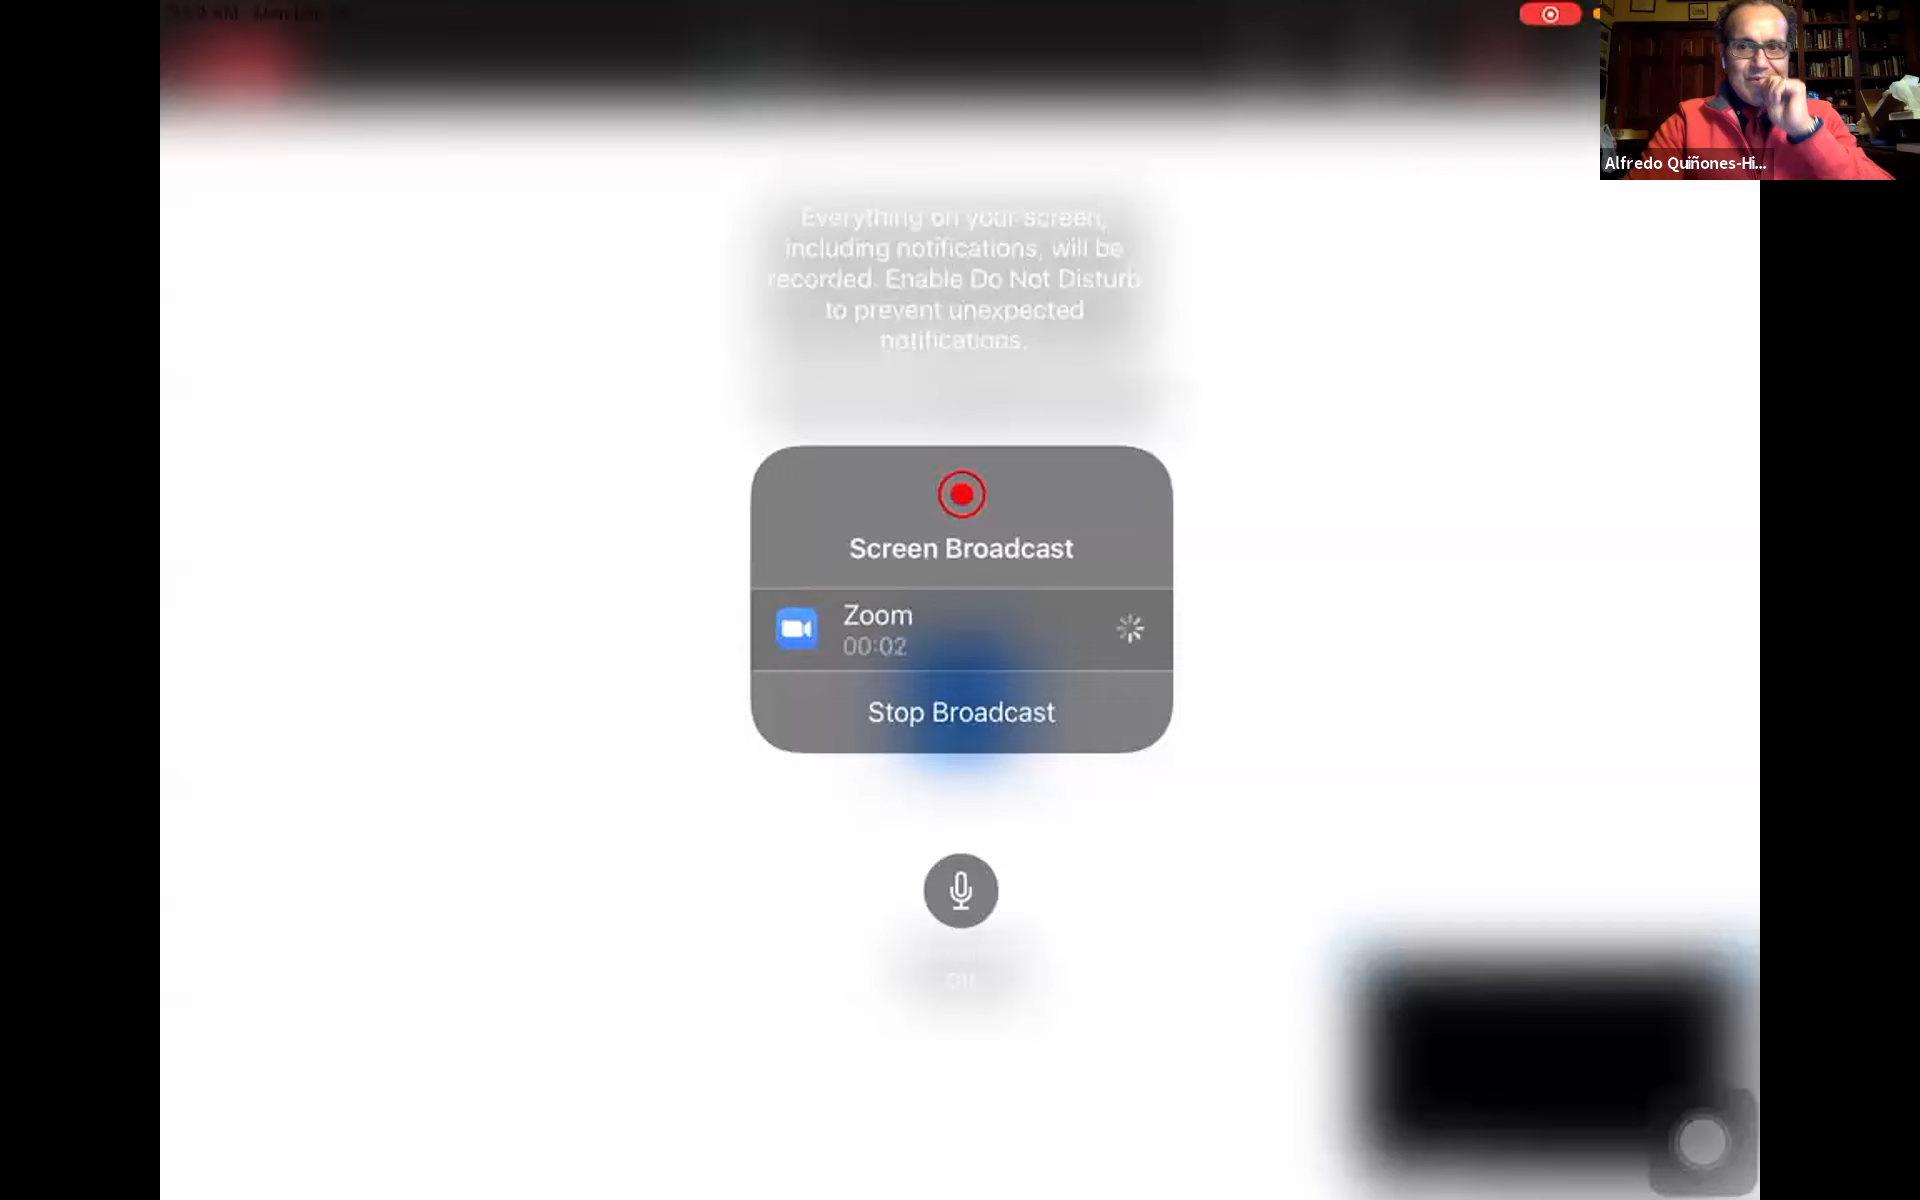 Alfredo Quiñones-Hi...
Everything on your screen,
including notifications, will be
recorded. Enable Do Not Disturb
to prevent unexpected
notifications.
Screen Broadcast
Zoom
00:02
Stop Broadcast